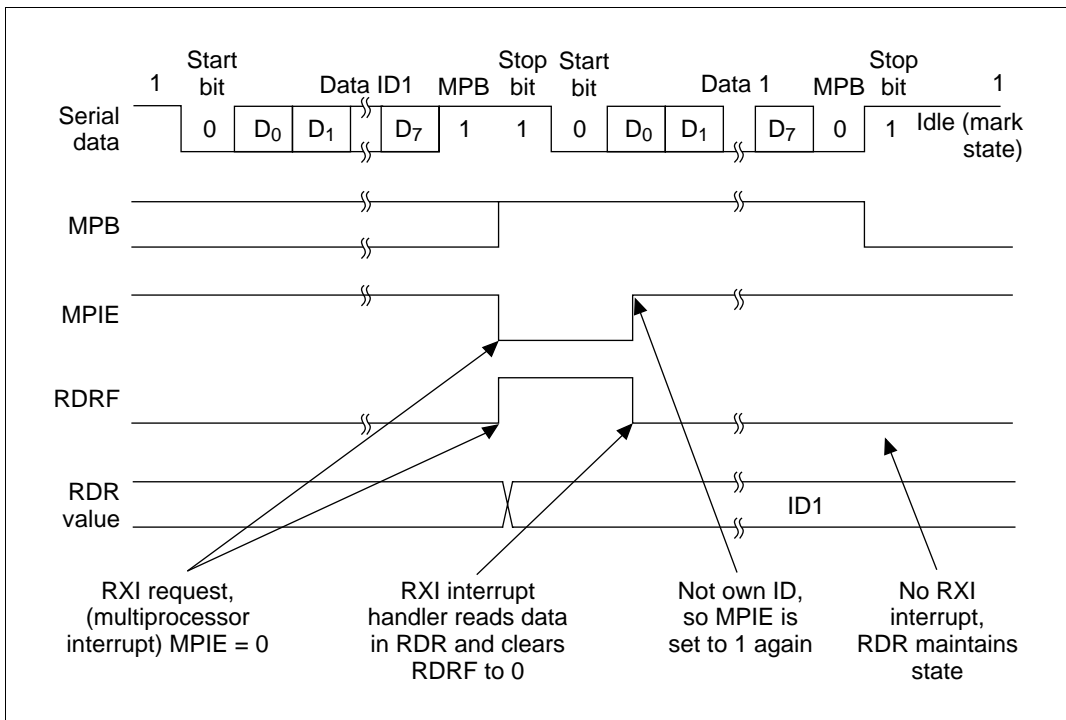 Start bit
Data ID1
MPB
Stop bit
Start bit
Data 1
MPB
Stop bit
1
1
Serial data
0
D0
D1
D7
1
1
0
D0
D1
D7
0
1
Idle (mark state)
MPB
MPIE
RDRF
RDR value
ID1
RXI request,
(multiprocessor
interrupt) MPIE = 0
RXI interrupt
handler reads data
in RDR and clears
RDRF to 0
Not own ID,
so MPIE is
set to 1 again
No RXI
interrupt,
RDR maintains
state